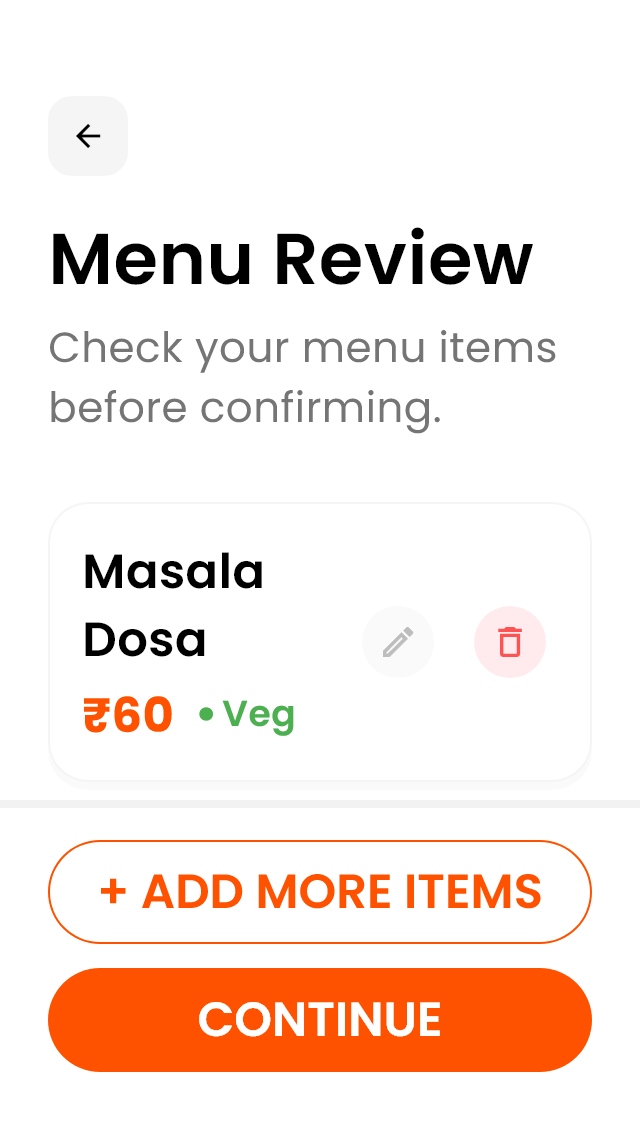 Menu Review
Check your menu items
before confirming.
Masala
Dosa
₹60 • Veg
+ ADD MORE ITEMS
CONTINUE